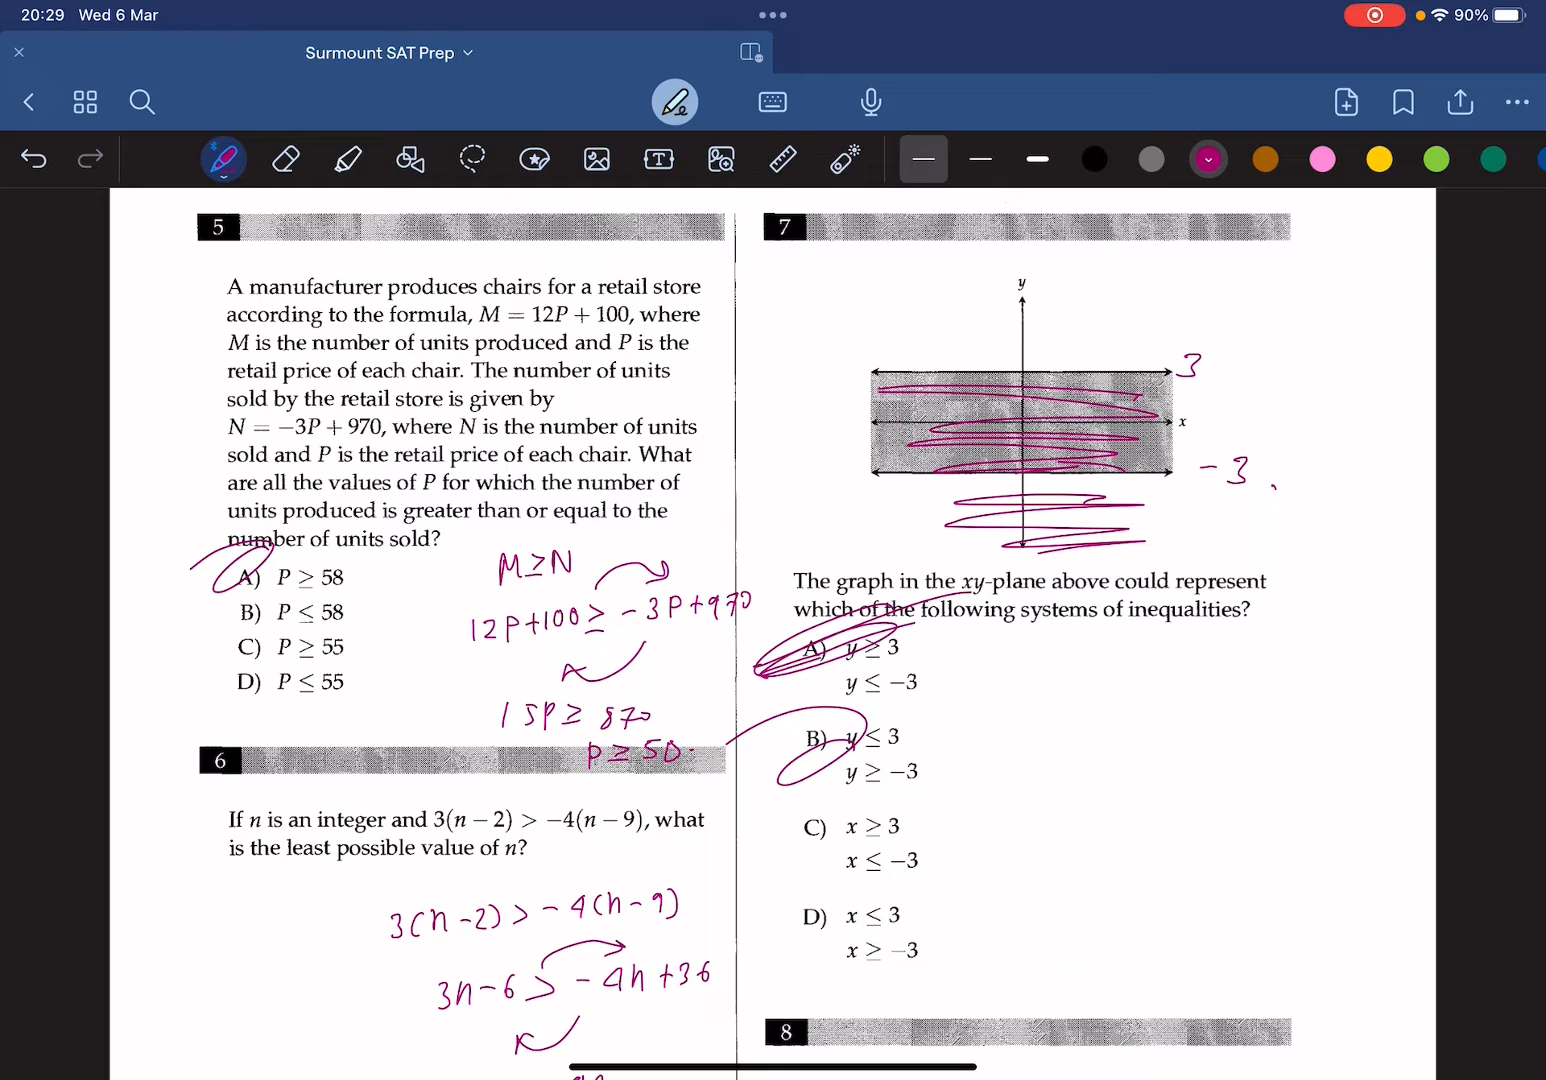 20:29 Wed 6 Mar
90%
Surmount SAT Prep
5
A manufacturer produces chairs for a retail store
according to the formula, M = 12P + 100, where
M is the number of units produced and P is the
retail price of each chair. The number of units
sold by the retail store is given by
N = −3P + 970, where N is the number of units
sold and P is the retail price of each chair. What
are all the values of P for which the number of
units produced is greater than or equal to the
number of units sold?
A) P ≥ 58
B) P ≤ 58
C) P ≥ 55
D) P ≤ 55
M≥N
12P+100 ≥ -3P+970
15P ≥ 870
P ≥ 50.
6
If n is an integer and 3(n − 2) > −4(n − 9), what
is the least possible value of n?
3(n-2) > -4(n-9)
3n-6 > -4n+36
7
y
3
x
-3
The graph in the xy-plane above could represent
which of the following systems of inequalities?
A) y ≥ 3
y ≤ −3
B) y ≤ 3
y ≥ −3
C) x ≥ 3
x ≤ −3
D) x ≤ 3
x ≥ −3
8